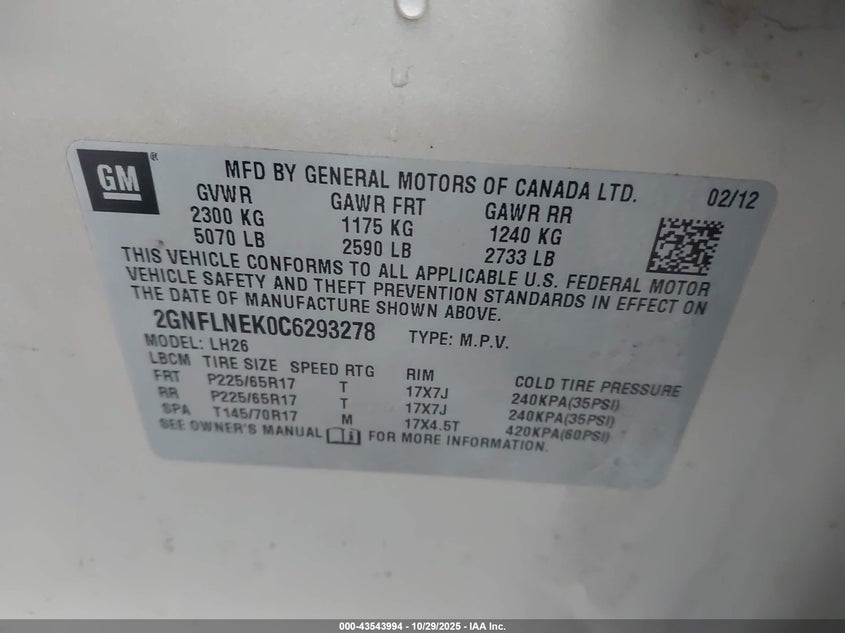 GM
MFD BY GENERAL MOTORS OF CANADA LTD. 02/12
GVWR GAWR FRT GAWR RR
2300 KG 1175 KG 1240 KG
5070 LB 2590 LB 2733 LB
THIS VEHICLE CONFORMS TO ALL APPLICABLE U.S. FEDERAL MOTOR
VEHICLE SAFETY AND THEFT PREVENTION STANDARDS IN EFFECT ON
THE DATE OF MANUFACTURE SHOWN ABOVE.
2GNFLNEK0C6293278 TYPE: M.P.V.
MODEL: LH26
LBCM TIRE SIZE SPEED RTG RIM COLD TIRE PRESSURE
FRT P225/65R17 T 17X7J 240KPA(35PSI)
RR P225/65R17 T 17X7J 240KPA(35PSI)
SPA T145/70R17 M 17X4.5T 420KPA(60PSI)
SEE OWNER'S MANUAL FOR MORE INFORMATION.
000-43543994 - 10/29/2025 - IAA Inc.